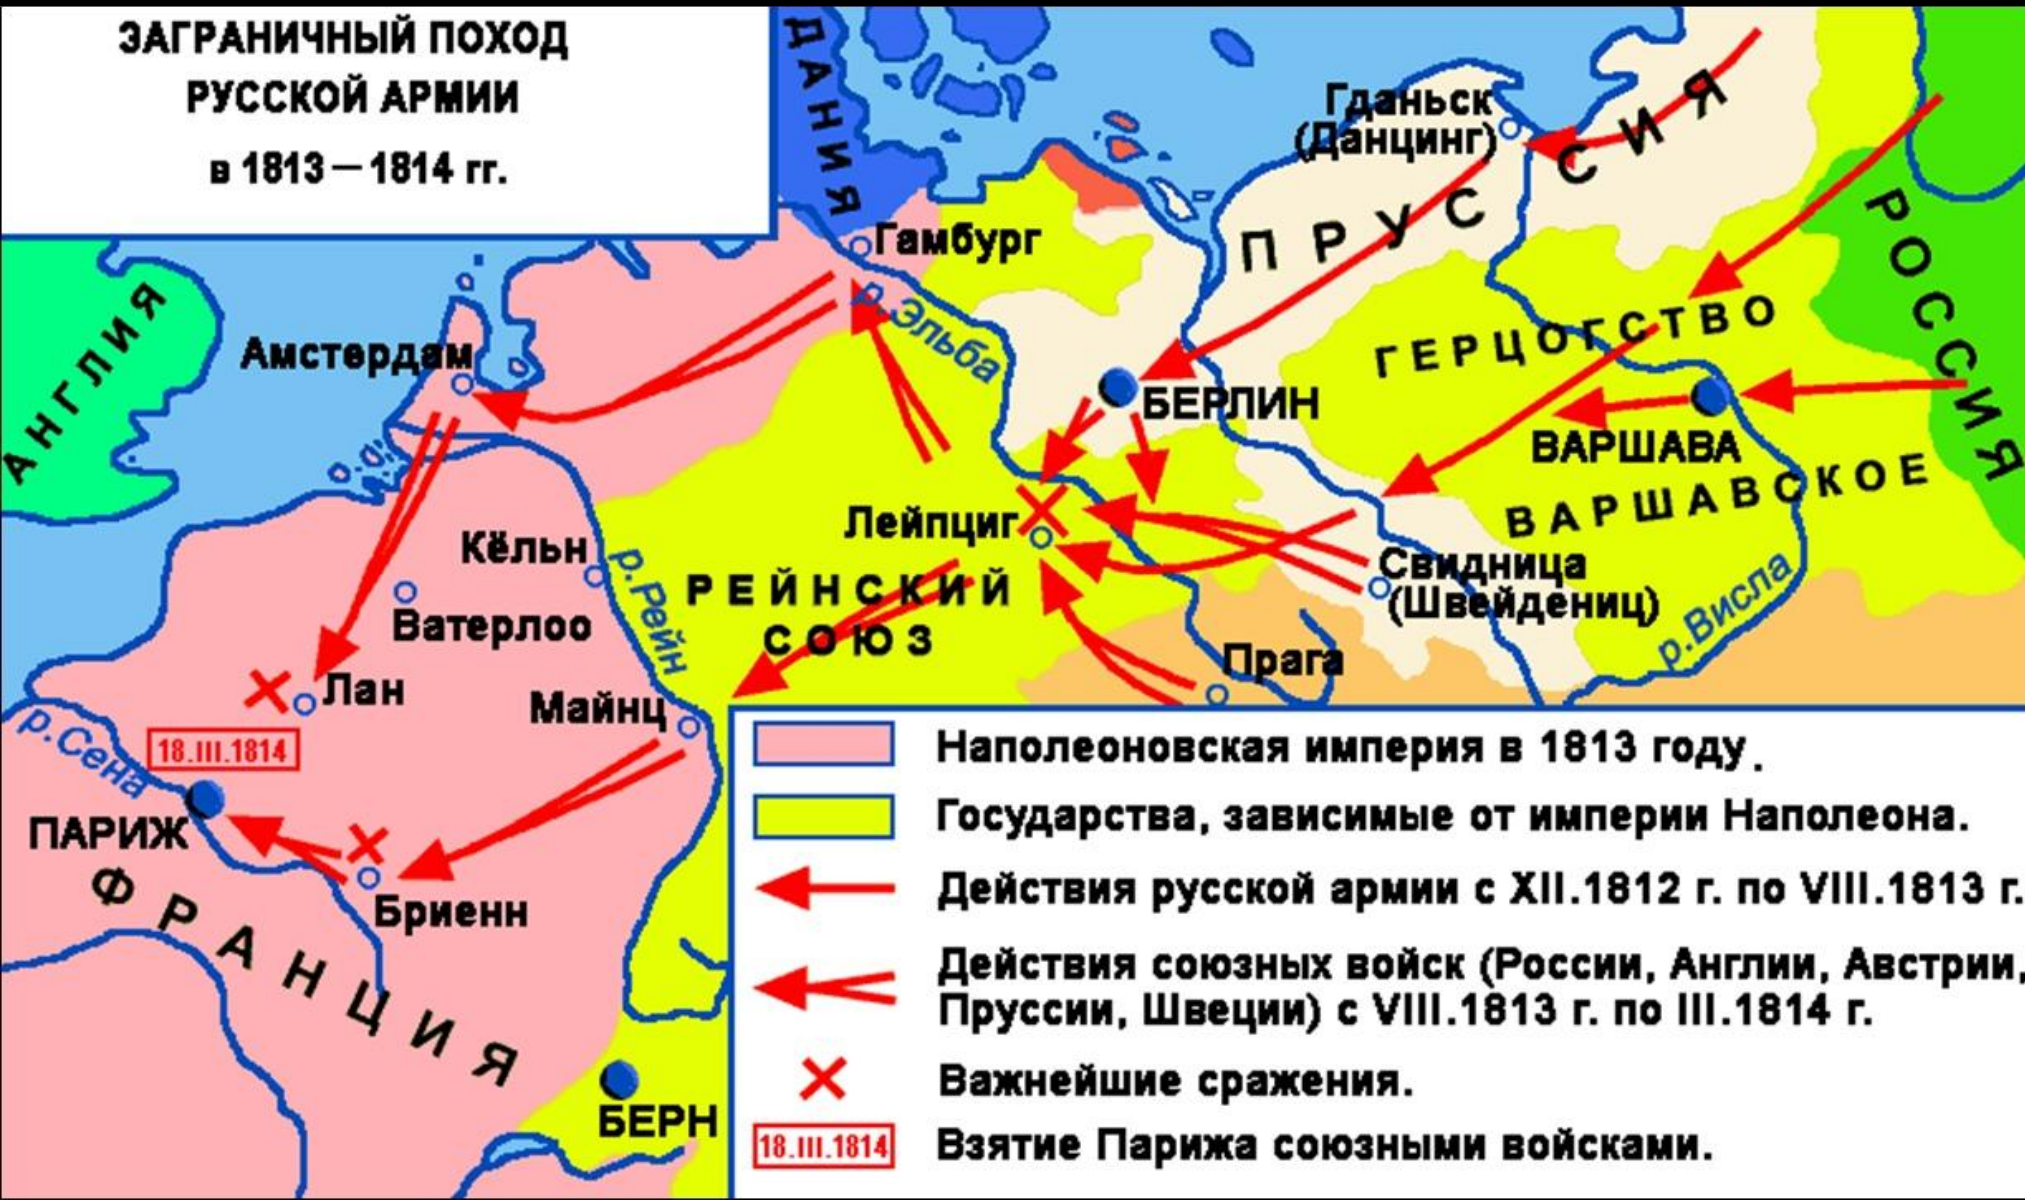 ЗАГРАНИЧНЫЙ ПОХОД
РУССКОЙ АРМИИ
в 1813 – 1814 гг.
ДАНИЯ
Гданьск
(Данцинг)
ПРУССИЯ
РОССИЯ
Гамбург
р.Эльба
АНГЛИЯ
Амстердам
БЕРЛИН
ГЕРЦОГСТВО
ВАРШАВА
ВАРШАВСКОЕ
Лейпциг
Кёльн
р.Рейн
РЕЙНСКИЙ
СОЮЗ
Свидница
(Швейдениц)
р.Висла
Ватерлоо
Прага
Лан
Майнц
р.Сена
18.III.1814
ПАРИЖ
Бриенн
ФРАНЦИЯ
БЕРН
Наполеоновская империя в 1813 году.
Государства, зависимые от империи Наполеона.
Действия русской армии с XII.1812 г. по VIII.1813 г.
Действия союзных войск (России, Англии, Австрии,
Пруссии, Швеции) с VIII.1813 г. по III.1814 г.
Важнейшие сражения.
18.III.1814
Взятие Парижа союзными войсками.